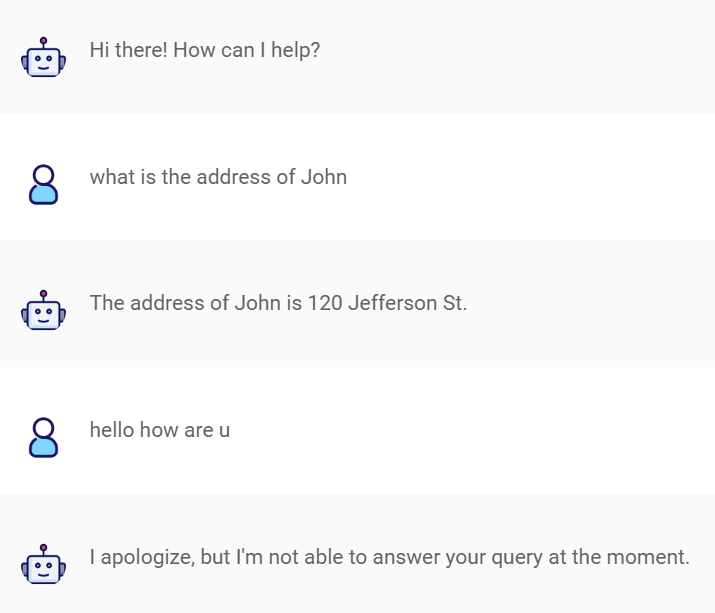 Hi there! How can I help?
what is the address of John
The address of John is 120 Jefferson St.
hello how are u
I apologize, but I'm not able to answer your query at the moment.